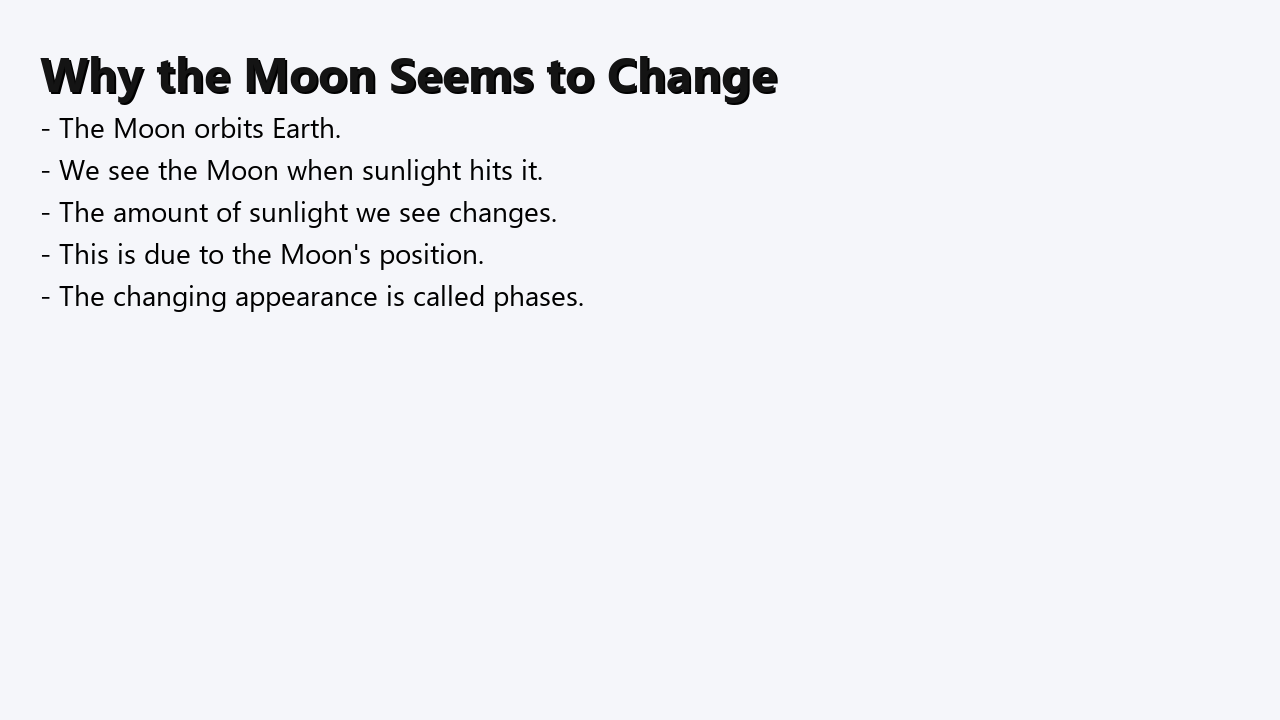 Why the Moon Seems to Change
- The Moon orbits Earth.
- We see the Moon when sunlight hits it.
- The amount of sunlight we see changes.
- This is due to the Moon's position.
- The changing appearance is called phases.